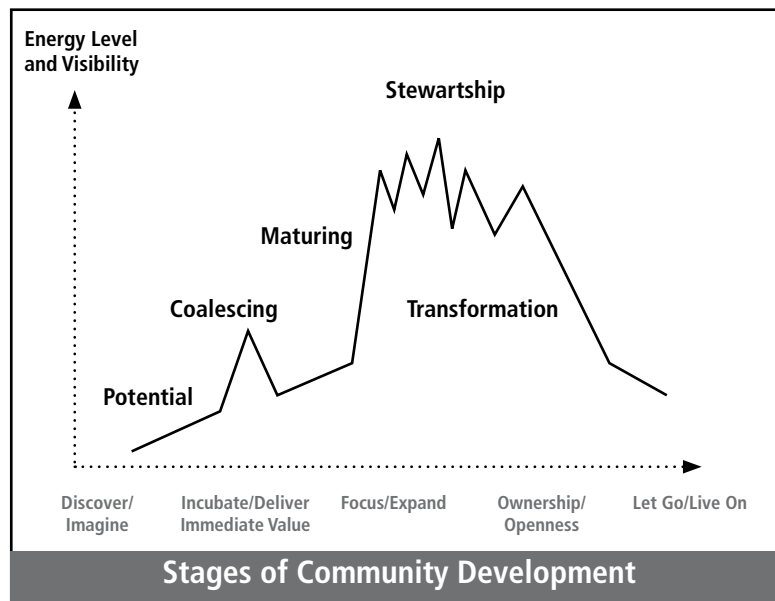 Energy Level
and Visibility
Stewartship
Maturing
Coalescing
Transformation
Potential
Discover/
Imagine
Incubate/Deliver
Immediate Value
Focus/Expand
Ownership/
Openness
Let Go/Live On
Stages of Community Development